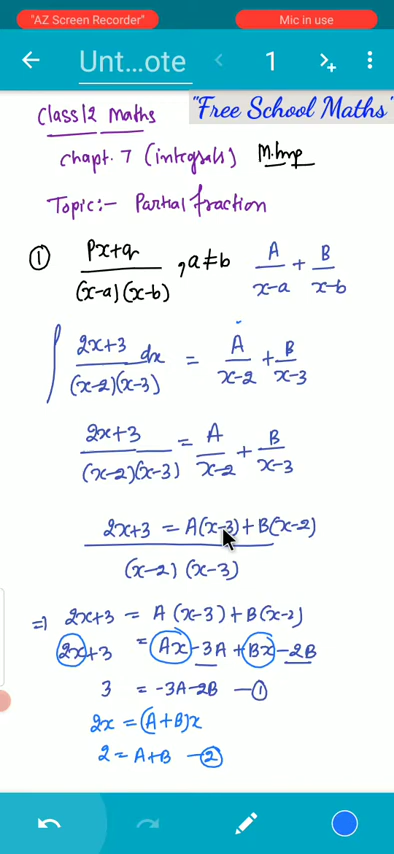 "AZ Screen Recorder"
Mic in use
Unt...ote
1
Class 12 Maths
"Free School Maths"
Chapt. 7 (integrals) M.Imp
Topic:- Partial fraction
① Px+q/(x-a)(x-b) , a≠b A/x-a + B/x-b
∫ 2x+3/(x-2)(x-3) dx = A/x-2 + B/x-3
2x+3/(x-2)(x-3) = A/x-2 + B/x-3
2x+3 = A(x-3)+B(x-2)
(x-2) (x-3)
⇒ 2x+3 = A(x-3)+B(x-2)
2x+3 = Ax-3A+Bx-2B
3 = -3A-2B —①
2x = (A+B)x
2 = A+B —②